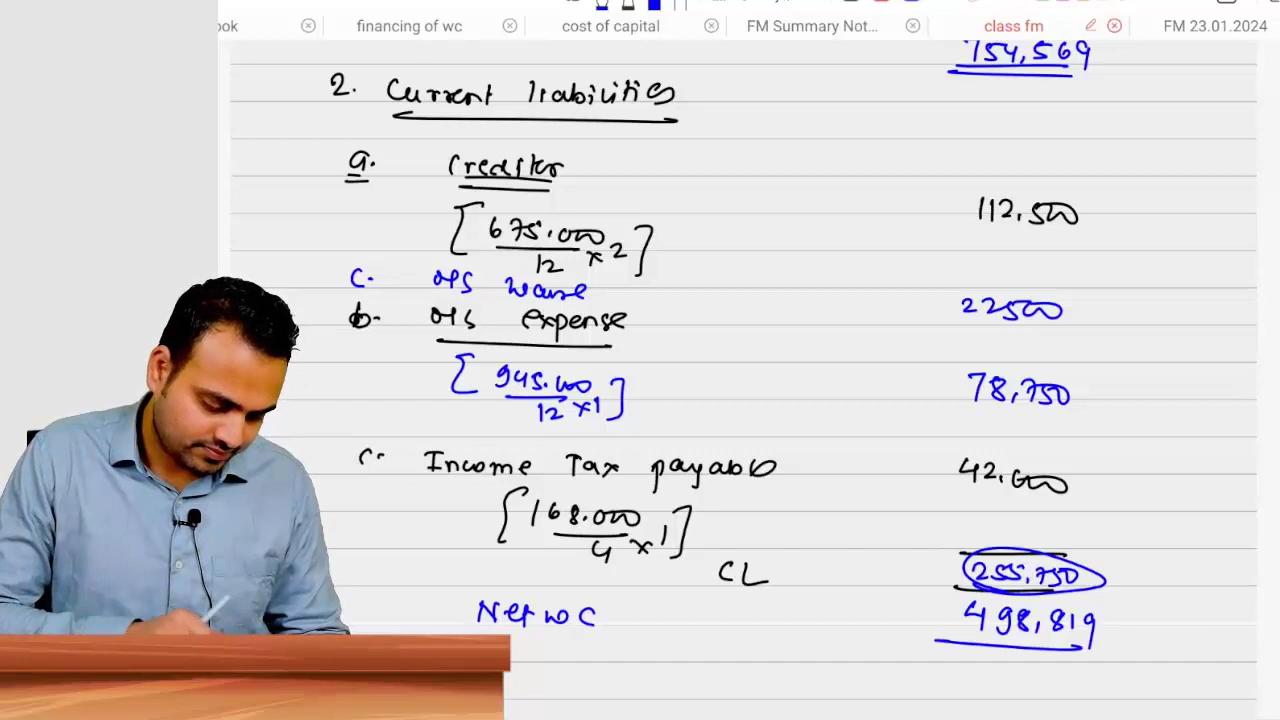 ook
financing of wc
cost of capital
FM Summary Not...
class fm
FM 23.01.2024
754,569
2. Current liabilities
a. Creditor
112,500
[675.000/12 x 2]
c. o/s wase
22500
b. o/s expense
[945.000/12 x 1]
78,750
c. Income Tax payable
42.000
[168.000/4 x 1]
CL
255,750
Net wc
498,819